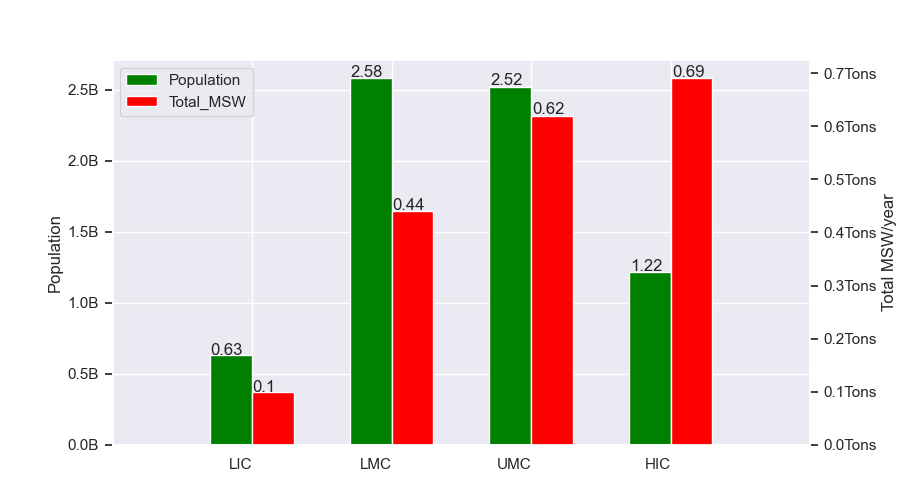 Population
Total_MSW
2.5B
2.0B
1.5B
1.0B
0.5B
0.0B
Population
0.63
0.1
2.58
0.44
2.52
0.62
1.22
0.69
LIC
LMC
UMC
HIC
0.7Tons
0.6Tons
0.5Tons
0.4Tons
0.3Tons
0.2Tons
0.1Tons
0.0Tons
Total MSW/year